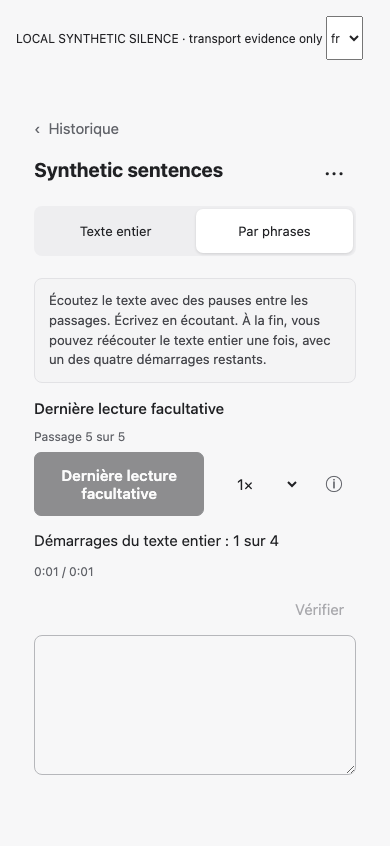 LOCAL SYNTHETIC SILENCE · transport evidence only fr
‹ Historique
Synthetic sentences ...
Texte entier Par phrases
Écoutez le texte avec des pauses entre les
passages. Écrivez en écoutant. À la fin, vous
pouvez réécouter le texte entier une fois, avec
un des quatre démarrages restants.
Dernière lecture facultative
Passage 5 sur 5
Dernière lecture
facultative
1×
Démarrages du texte entier : 1 sur 4
0:01 / 0:01
Vérifier